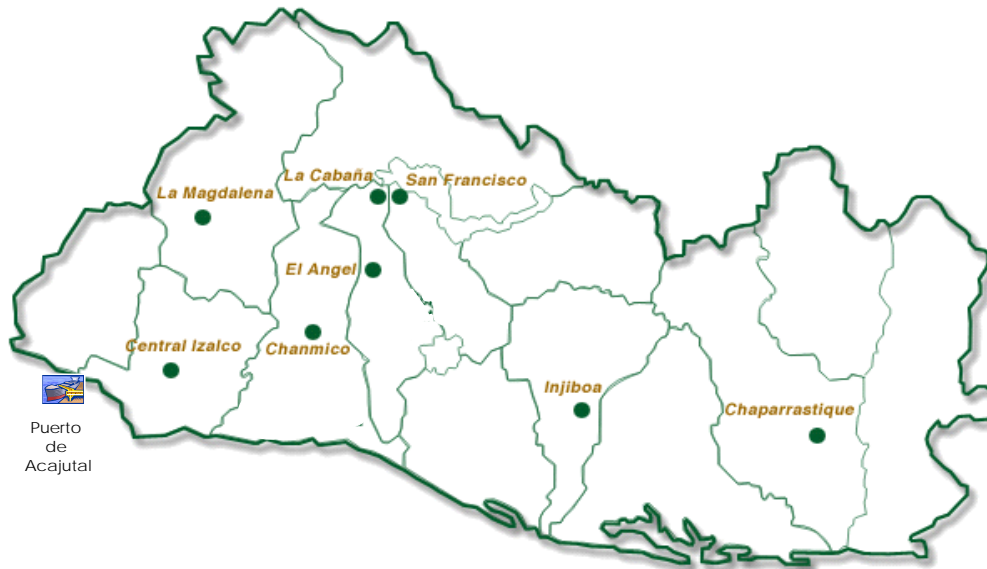 La Cabaña
San Francisco
La Magdalena
El Angel
Central Izalco
Chanmico
Injiboa
Chaparrastique
Puerto
de
Acajutal